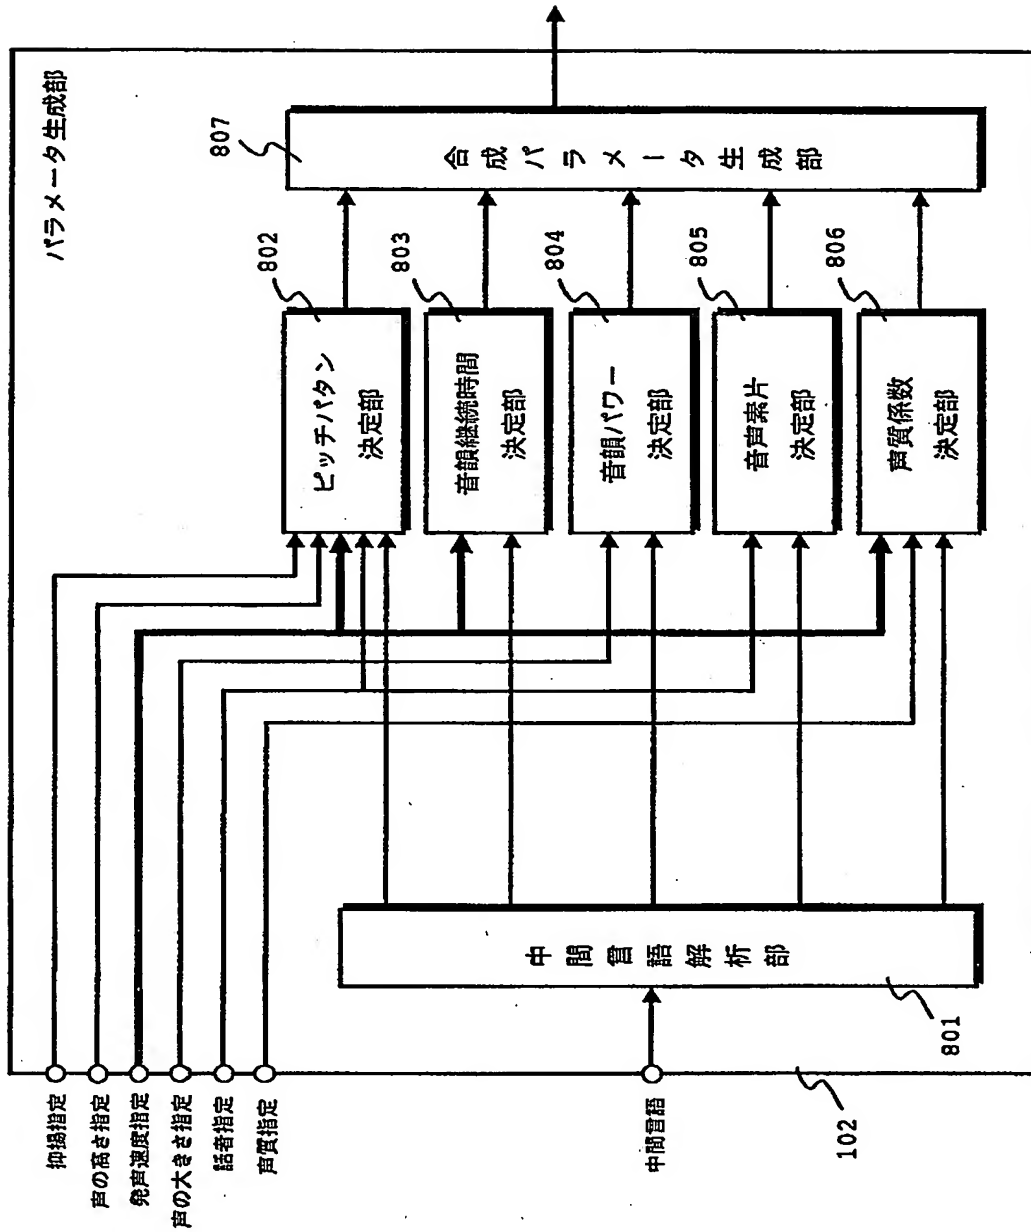 パラメータ生成部
抑揚指定
声の高さ指定
発声速度指定
声の大きさ指定
話者指定
声質指定
中間言語
102
中間言語解析部
801
ピッチパタン
決定部
802
音韻継続時間
決定部
803
音韻パワー
決定部
804
音声素片
決定部
805
声質係数
決定部
806
合成パラメータ生成部
807